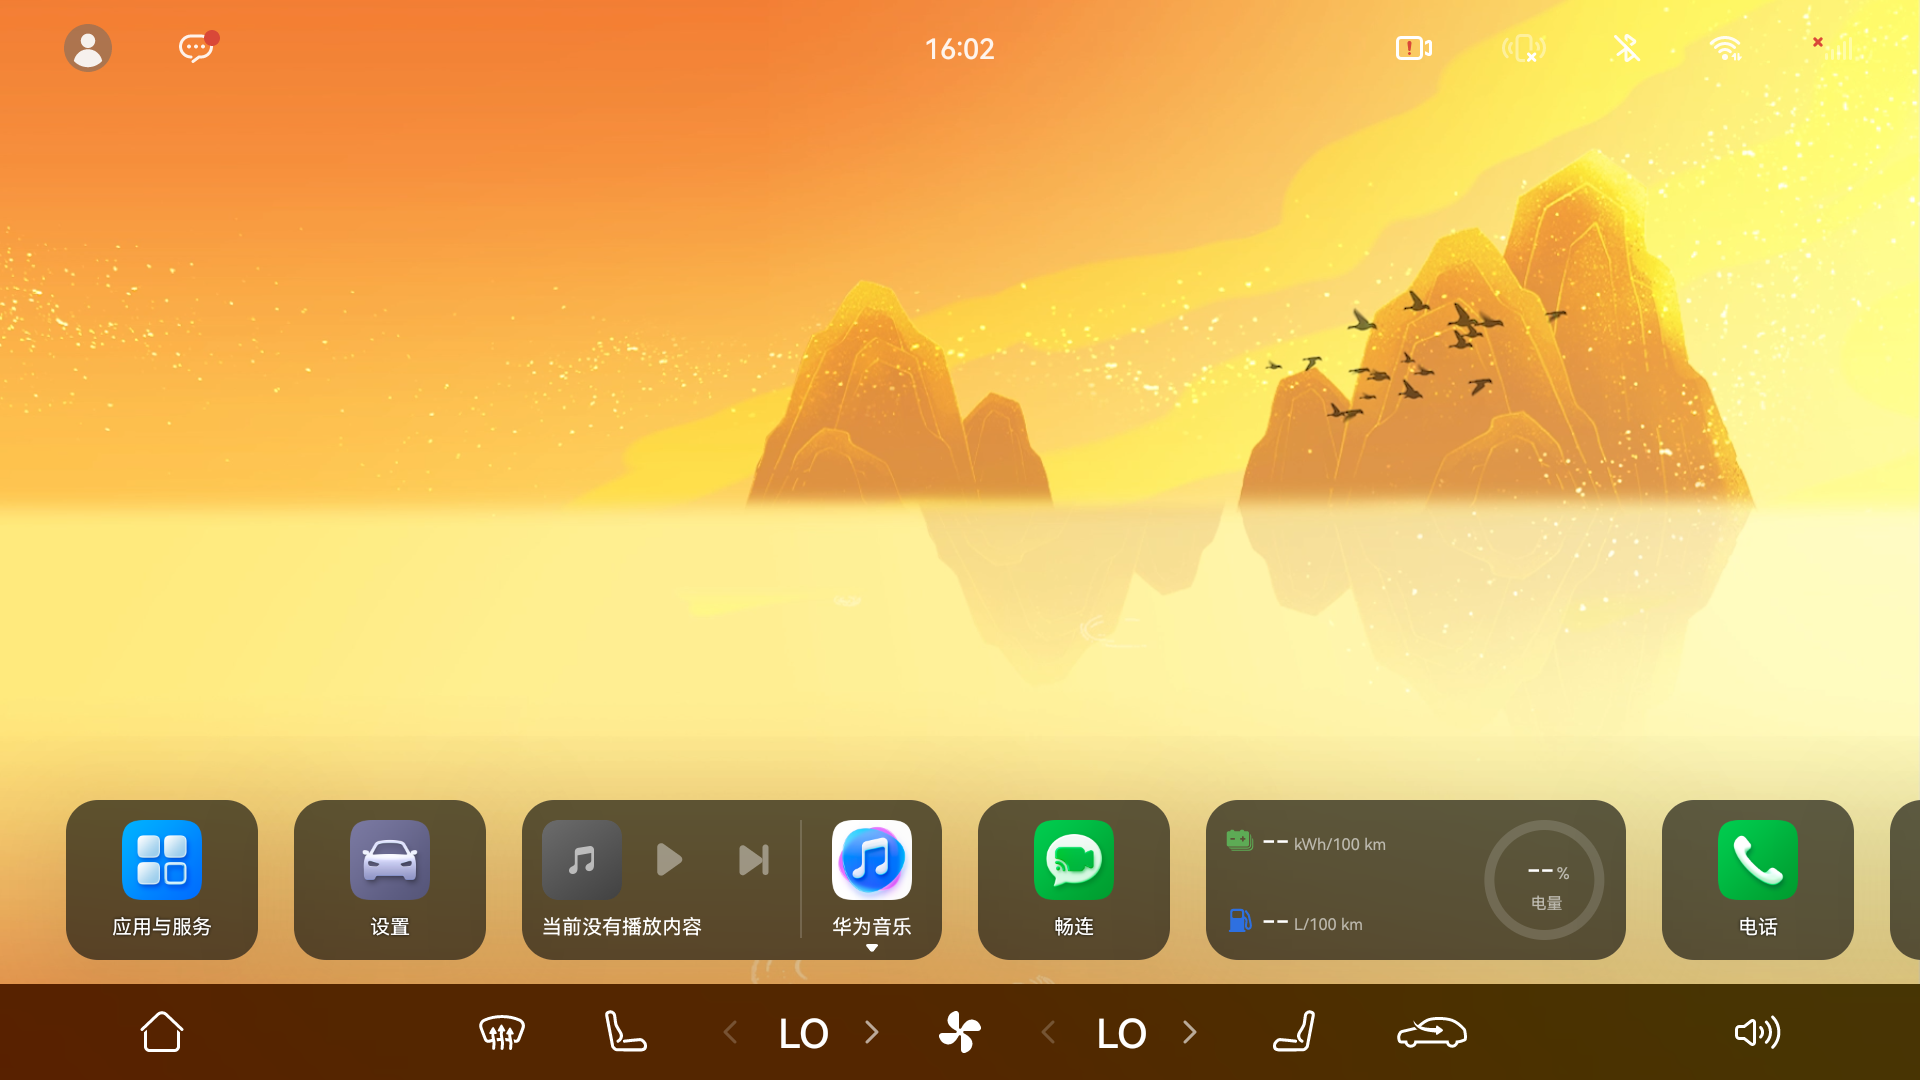 16:02
应用与服务
设置
当前没有播放内容
华为音乐
畅连
-- kWh/100 km
-- L/100 km
--%
电量
电话
LO
LO